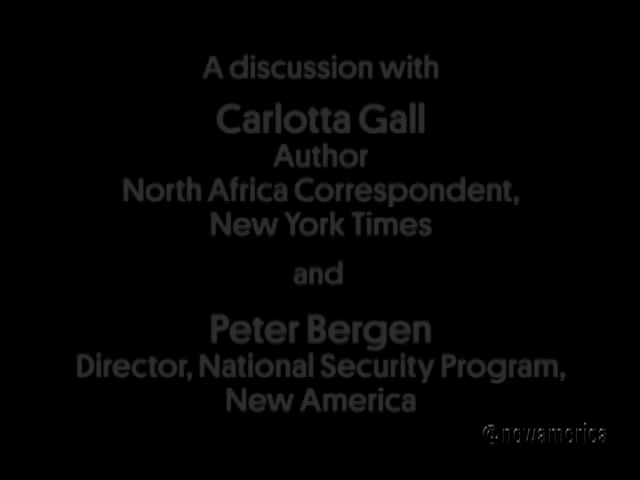 A discussion with
Carlotta Gall
Author
North Africa Correspondent,
New York Times
and
Peter Bergen
Director, National Security Program,
New America
@newamerica